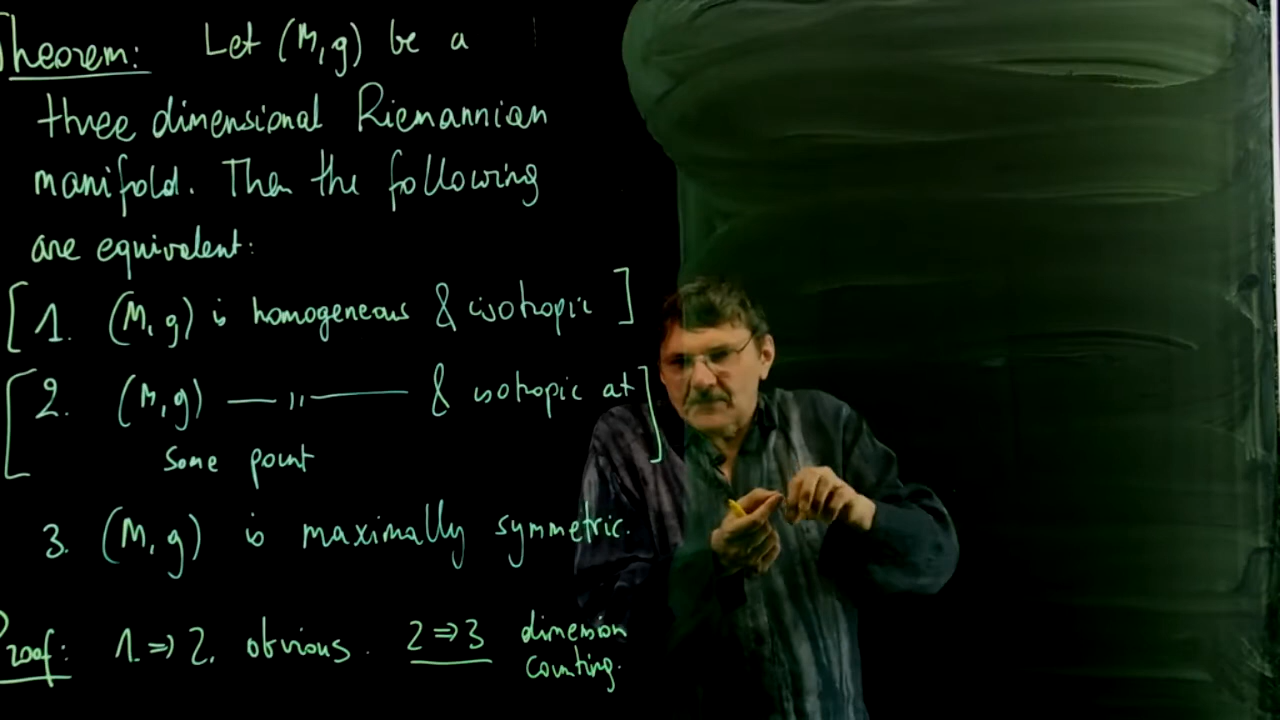 Theorem: Let (M, g) be a
three dimensional Riemannian
manifold. Then the following
are equivalent:
[1. (M, g) is homogeneous & isotropic]
[2. (M, g) — ,, — & isotropic at]
some point
3. (M, g) is maximally symmetric.
Proof: 1. ⇒ 2. obvious. 2 ⇒ 3 dimension
counting.